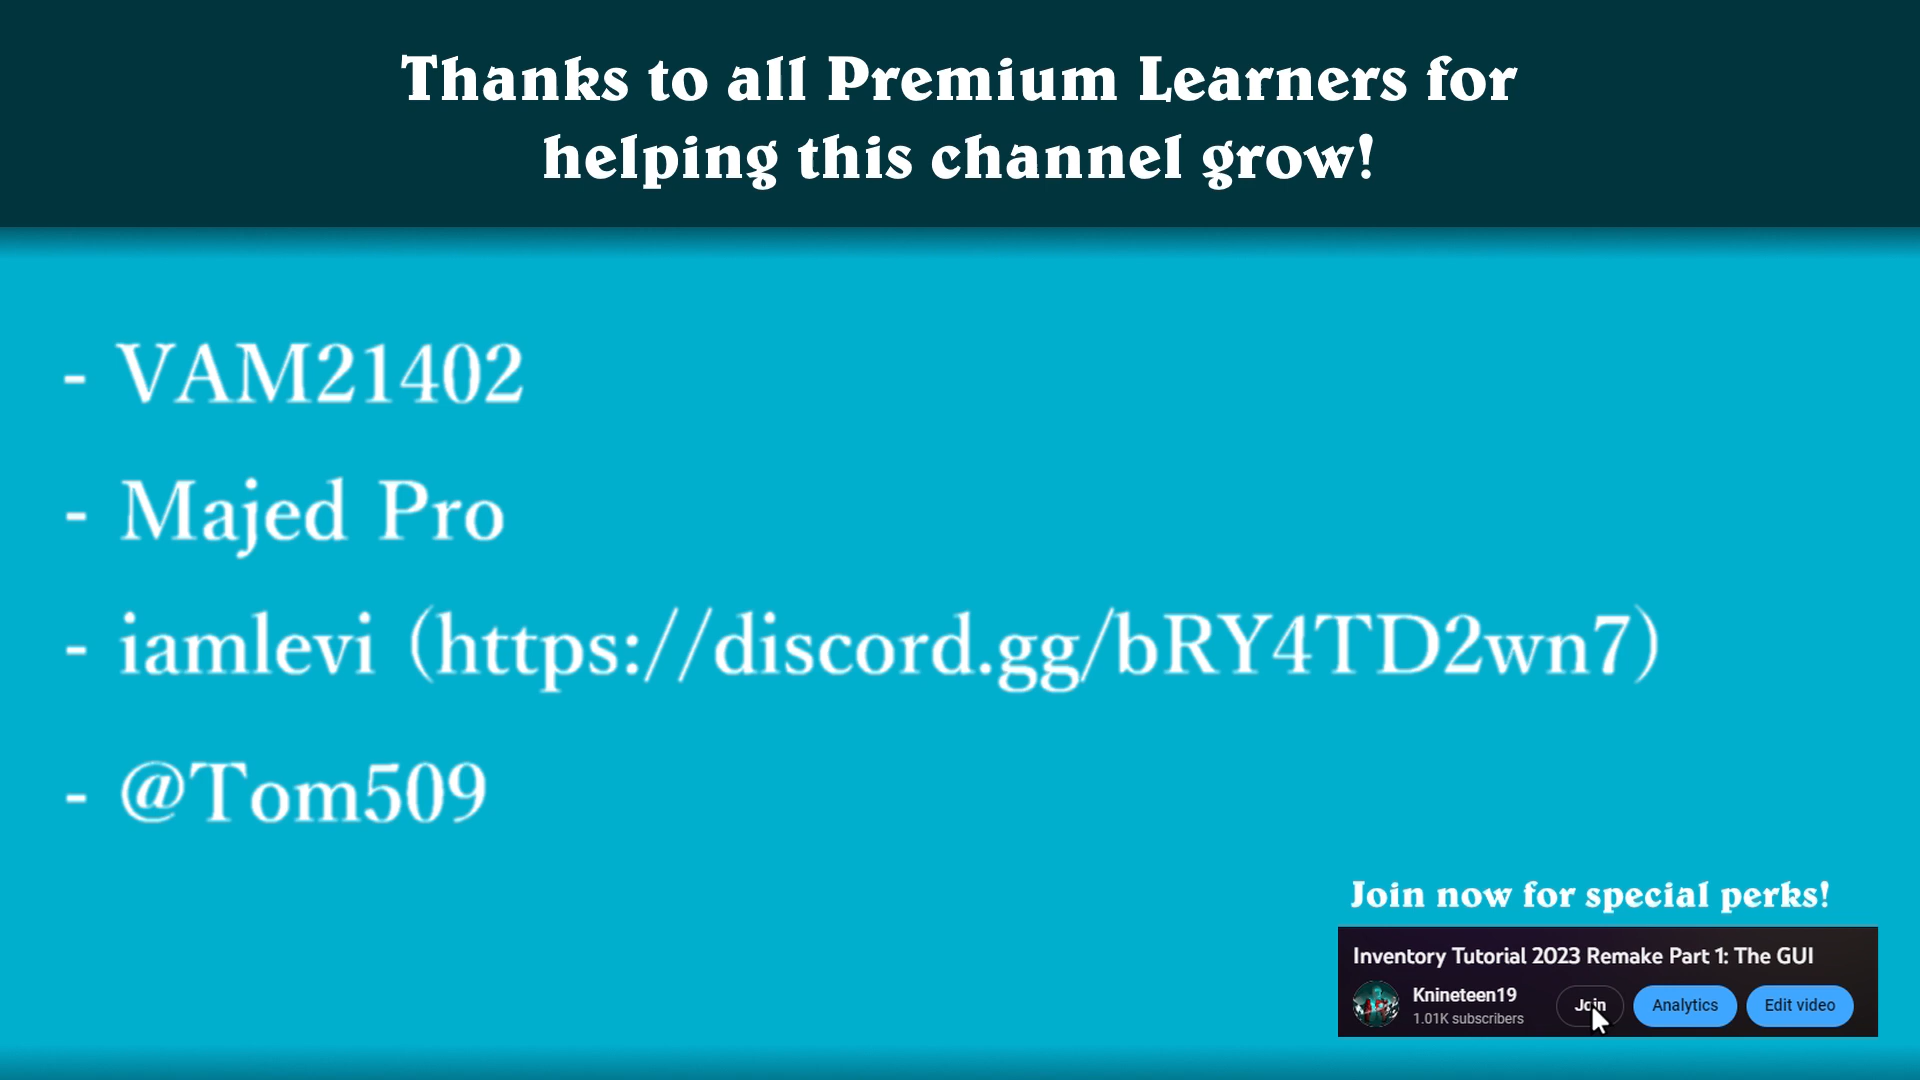 Thanks to all Premium Learners for
helping this channel grow!
- VAM21402
- Majed Pro
- iamlevi (https://discord.gg/bRY4TD2wn7)
- @Tom509
Join now for special perks!
Inventory Tutorial 2023 Remake Part 1: The GUI
Knineteen19
1.01K subscribers
Join
Analytics
Edit video